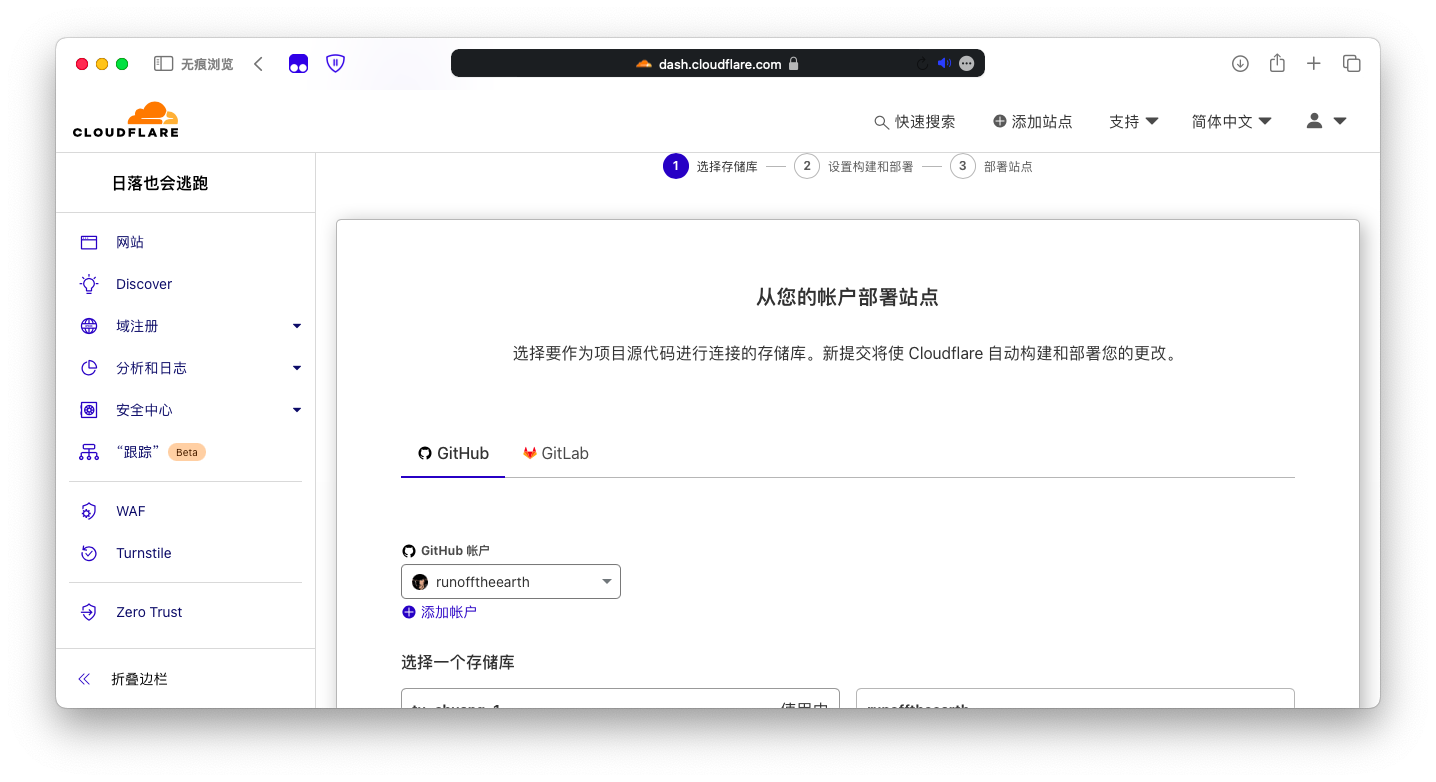 无痕浏览
dash.cloudflare.com
CLOUDFLARE
快速搜索
添加站点
支持
简体中文
日落也会逃跑
1 选择存储库
2 设置构建和部署
3 部署站点
网站
Discover
域注册
分析和日志
安全中心
“跟踪” Beta
WAF
Turnstile
Zero Trust
折叠边栏
从您的帐户部署站点
选择要作为项目源代码进行连接的存储库。新提交将使 Cloudflare 自动构建和部署您的更改。
GitHub
GitLab
GitHub 帐户
runofftheearth
添加帐户
选择一个存储库
使用中
runofftheearth